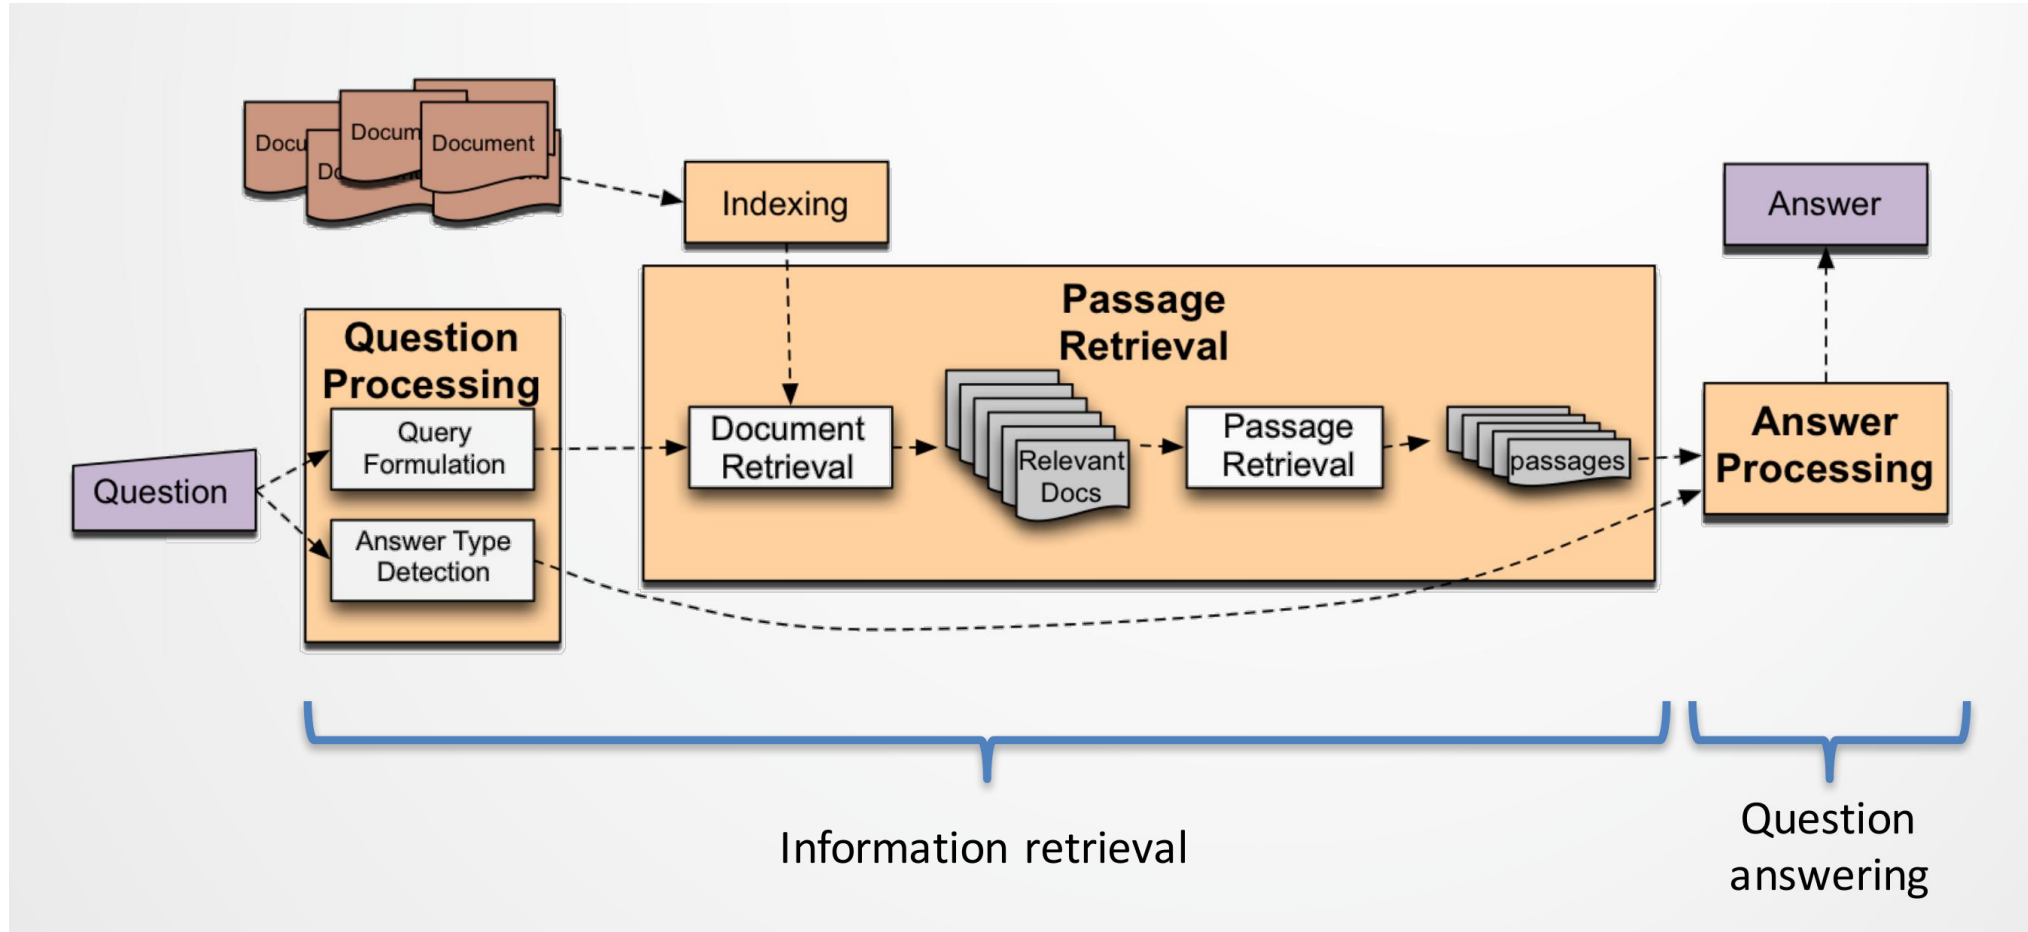 Docu
Docum
Document
Indexing
Answer
Passage
Retrieval
Question
Processing
Query
Formulation
Answer Type
Detection
Question
Document
Retrieval
Relevant
Docs
Passage
Retrieval
passages
Answer
Processing
Information retrieval
Question
answering